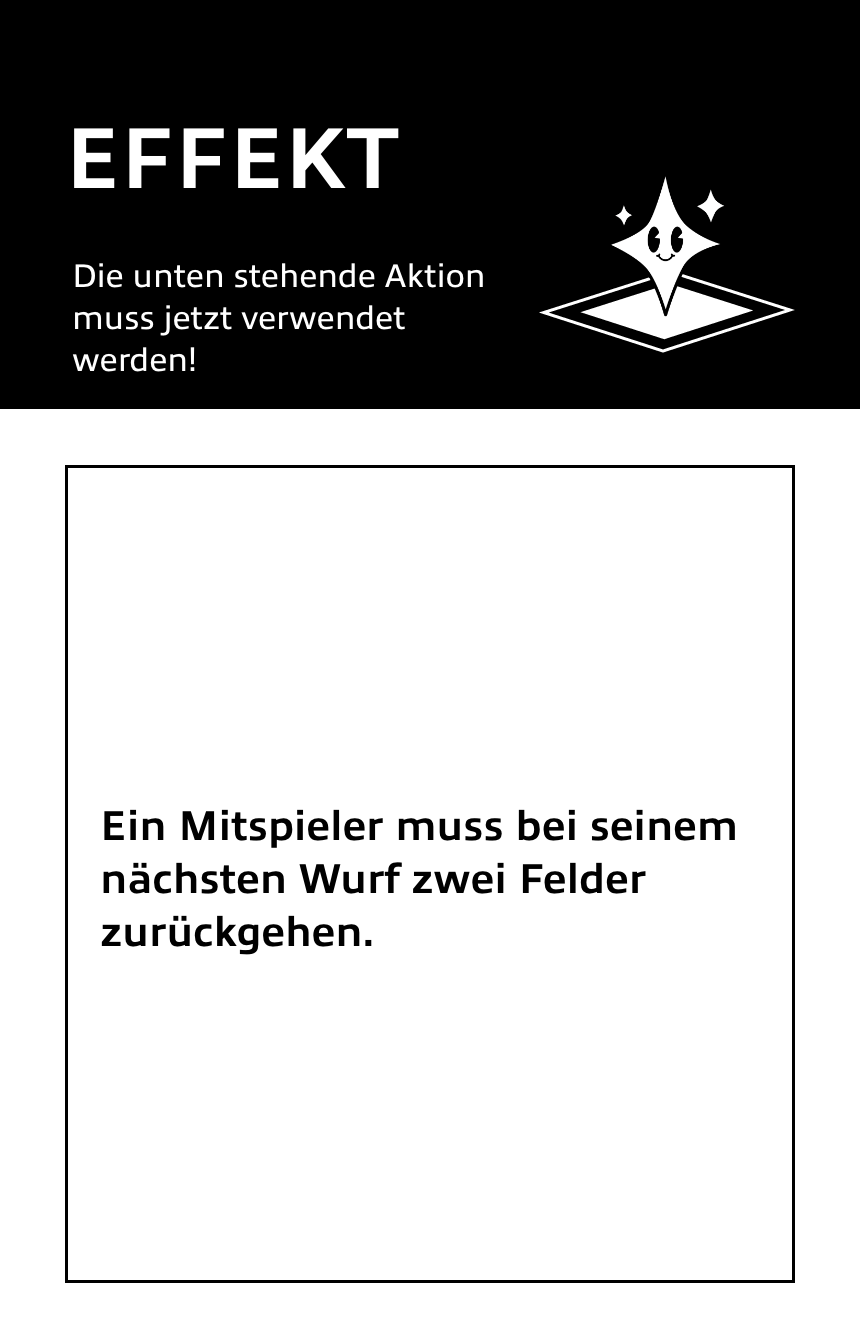 EFFEKT
Die unten stehende Aktion
muss jetzt verwendet
werden!
Ein Mitspieler muss bei seinem
nächsten Wurf zwei Felder
zurückgehen.